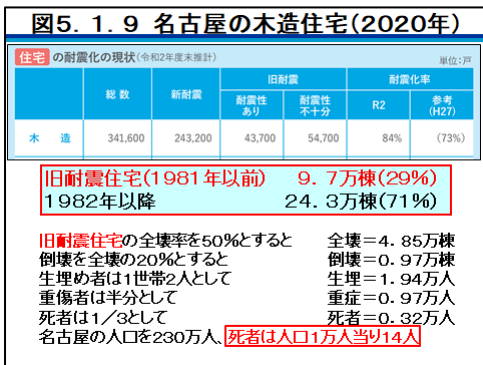 図5．1．9 名古屋の木造住宅(2020年)
住宅 の耐震化の現状(令和2年度末推計) 単位:戸
総数 新耐震 旧耐震 耐震化率
耐震性あり 耐震性不十分 R2 参考(H27)
木造 341,600 243,200 43,700 54,700 84% (73%)
旧耐震住宅(1981年以前) 9．7万棟(29%)
1982年以降 24．3万棟(71%)
旧耐震住宅の全壊率を50%とすると 全壊=4．85万棟
倒壊を全壊の20%とすると 倒壊=0．97万棟
生埋め者は1世帯2人として 生埋=1．94万人
重傷者は半分として 重症=0．97万人
死者は1／3として 死者=0．32万人
名古屋の人口を230万人、死者は人口1万人当り14人